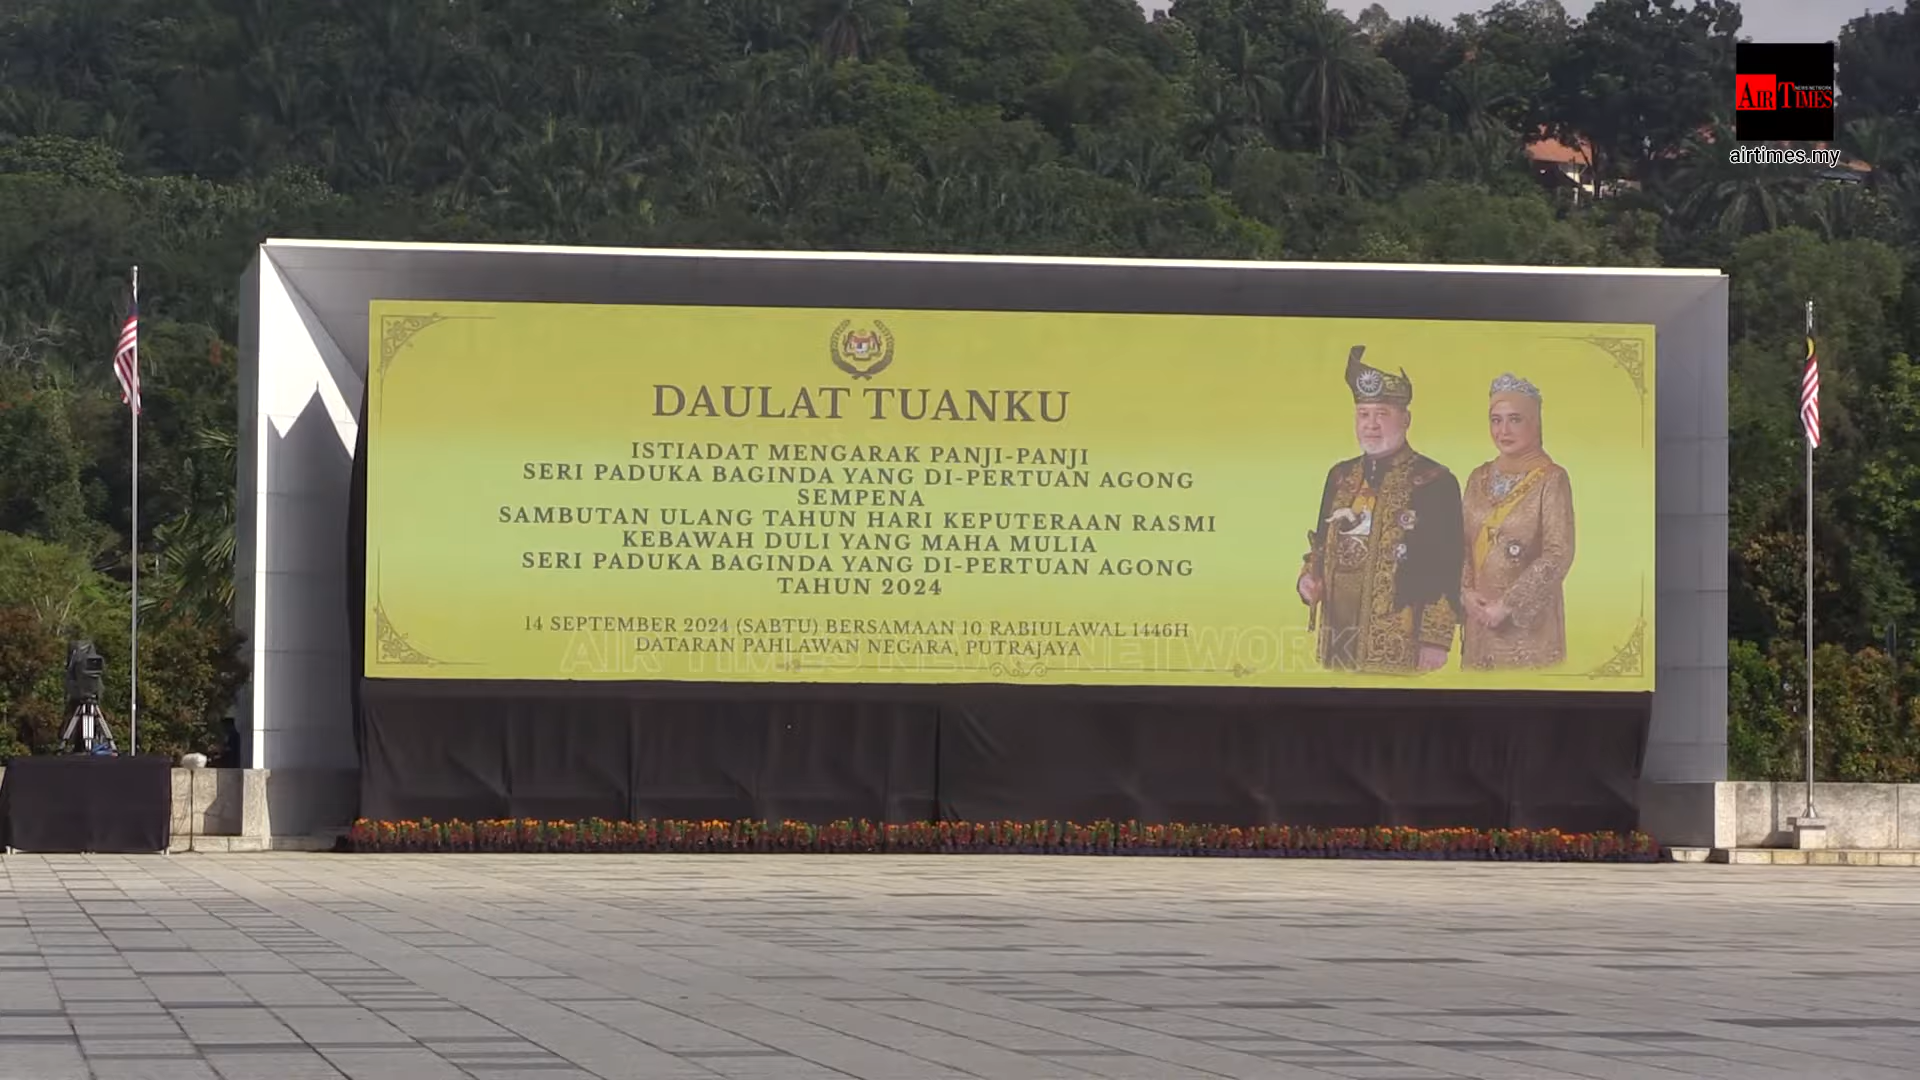 AIR TIMES
NEWS NETWORK
airtimes.my
DAULAT TUANKU
ISTIADAT MENGARAK PANJI-PANJI
SERI PADUKA BAGINDA YANG DI-PERTUAN AGONG
SEMPENA
SAMBUTAN ULANG TAHUN HARI KEPUTERAAN RASMI
KEBAWAH DULI YANG MAHA MULIA
SERI PADUKA BAGINDA YANG DI-PERTUAN AGONG
TAHUN 2024
14 SEPTEMBER 2024 (SABTU) BERSAMAAN 10 RABIULAWAL 1446H
DATARAN PAHLAWAN NEGARA, PUTRAJAYA
AIR TIMES NEWS NETWORK